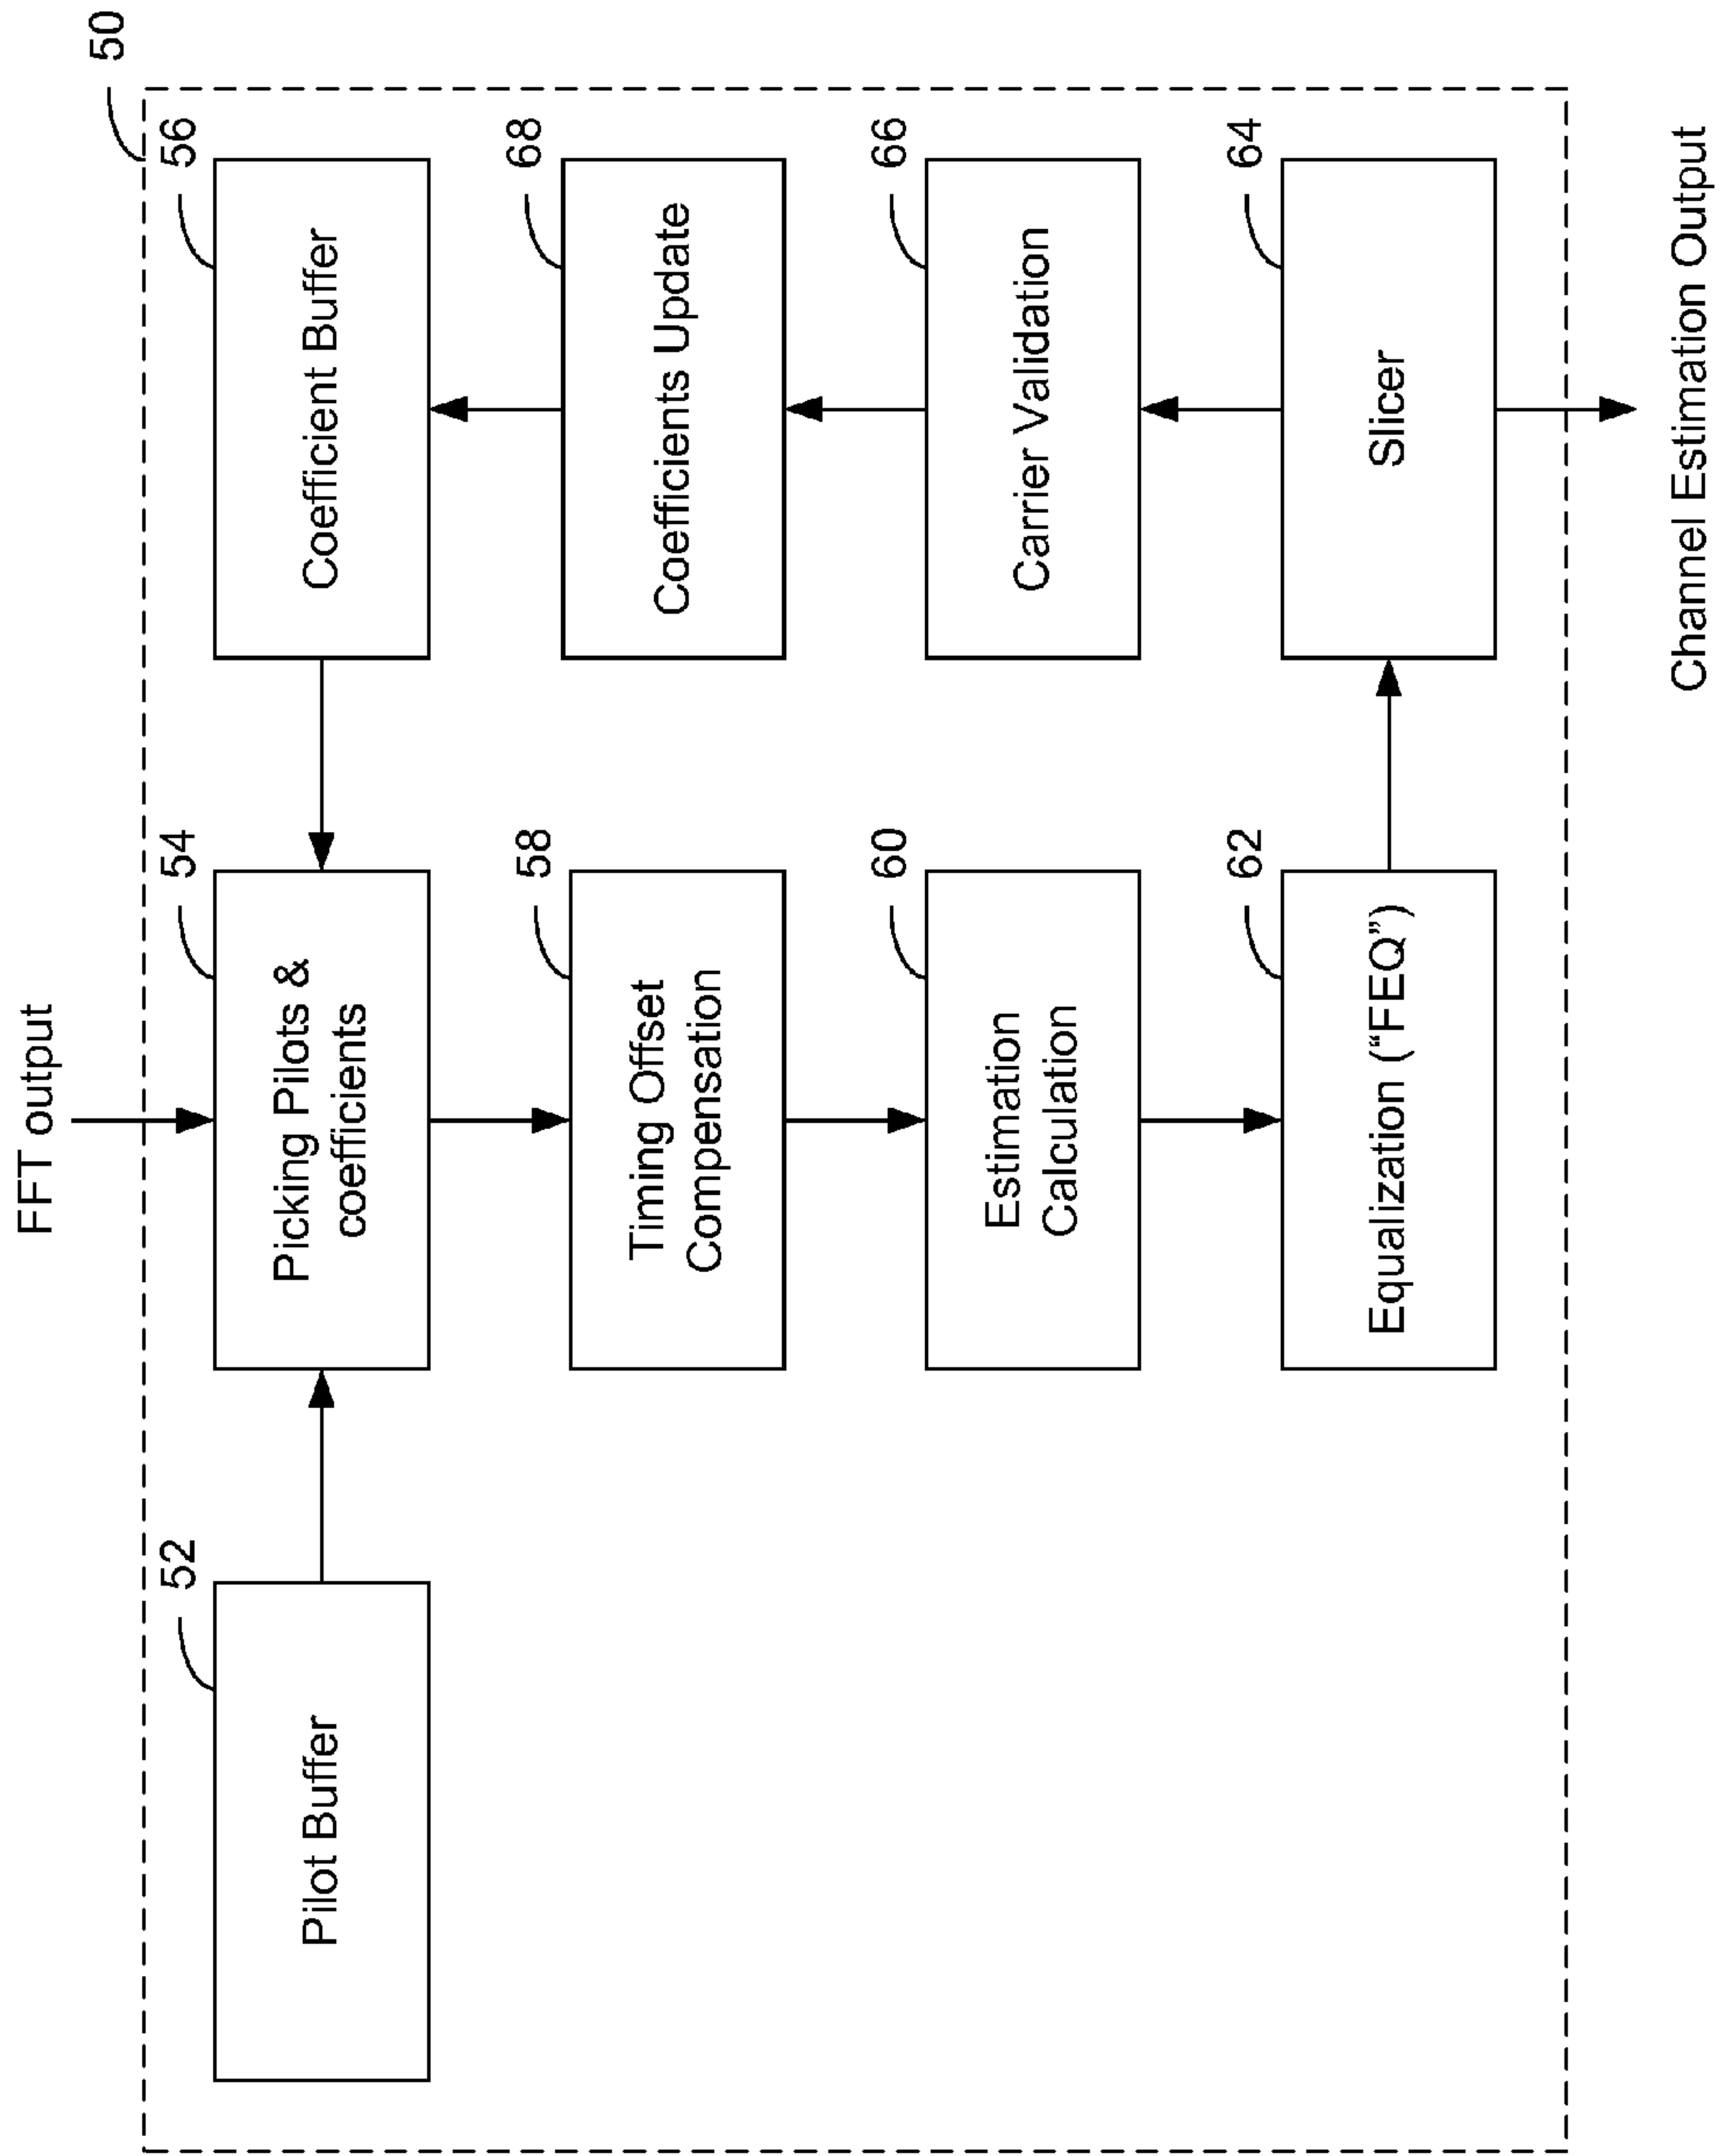 FFT output
50
52
Pilot Buffer
54
Picking Pilots &
coefficients
56
Coefficient Buffer
58
Timing Offset
Compensation
68
Coefficients Update
60
Estimation
Calculation
66
Carrier Validation
62
Equalization (“FEQ”)
64
Slicer
Channel Estimation Output